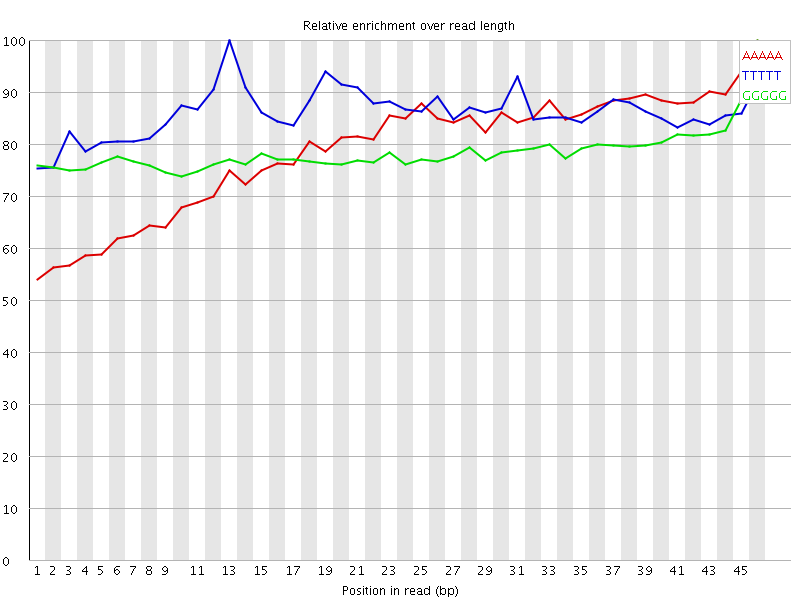 Relative enrichment over read length
100
90
80
70
60
50
40
30
20
10
0
AAAAA
TTTTT
GGGGG
1 2 3 4 5 6 7 8 9 11 13 15 17 19 21 23 25 27 29 31 33 35 37 39 41 43 45
Position in read (bp)